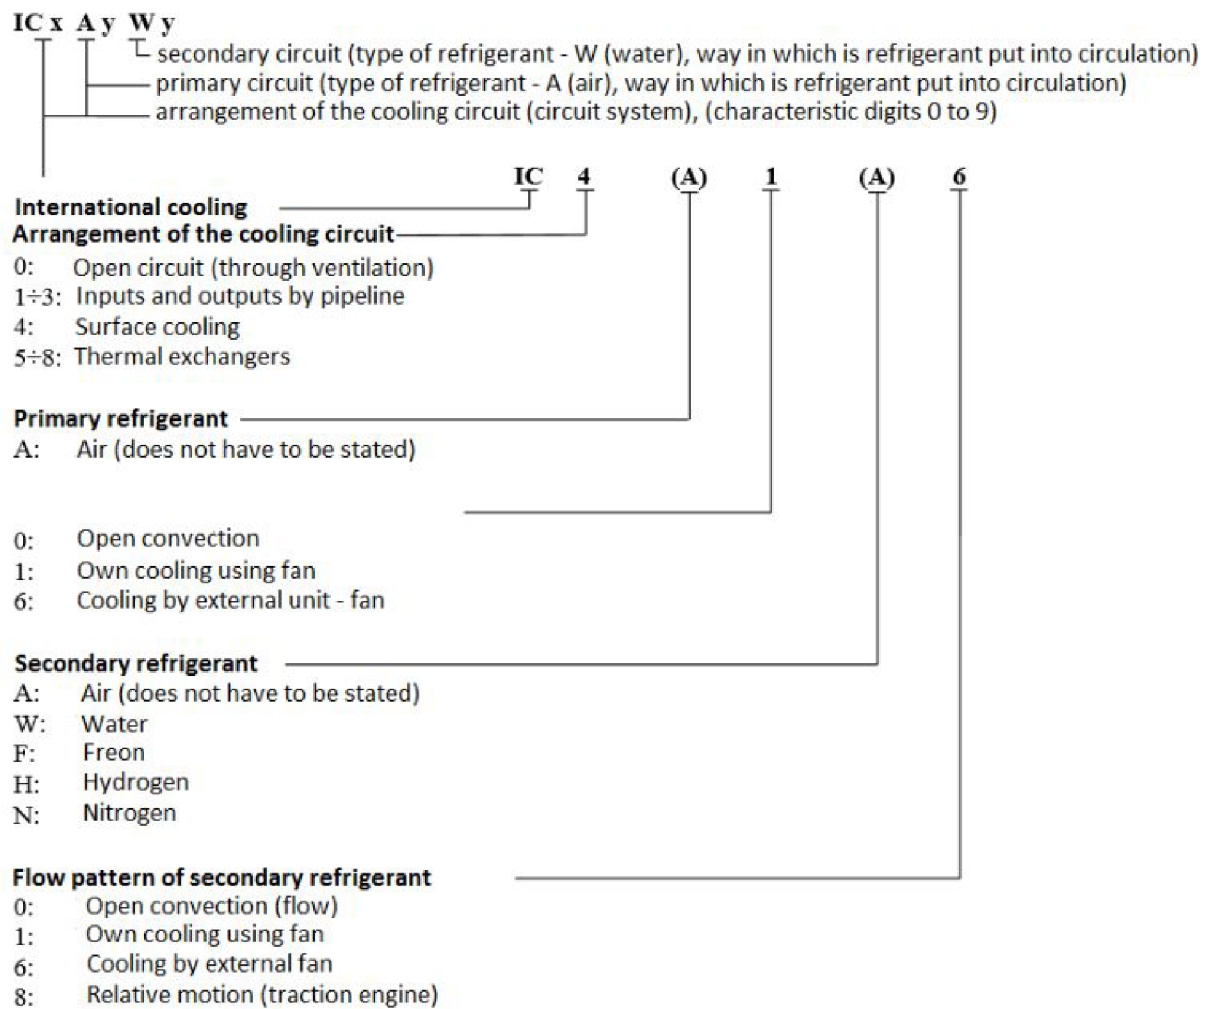 IC x A y W y
secondary circuit (type of refrigerant - W (water), way in which is refrigerant put into circulation)
primary circuit (type of refrigerant - A (air), way in which is refrigerant put into circulation)
arrangement of the cooling circuit (circuit system), (characteristic digits 0 to 9)
IC 4 (A) 1 (A) 6
International cooling
Arrangement of the cooling circuit
0: Open circuit (through ventilation)
1÷3: Inputs and outputs by pipeline
4: Surface cooling
5÷8: Thermal exchangers
Primary refrigerant
A: Air (does not have to be stated)
0: Open convection
1: Own cooling using fan
6: Cooling by external unit - fan
Secondary refrigerant
A: Air (does not have to be stated)
W: Water
F: Freon
H: Hydrogen
N: Nitrogen
Flow pattern of secondary refrigerant
0: Open convection (flow)
1: Own cooling using fan
6: Cooling by external fan
8: Relative motion (traction engine)